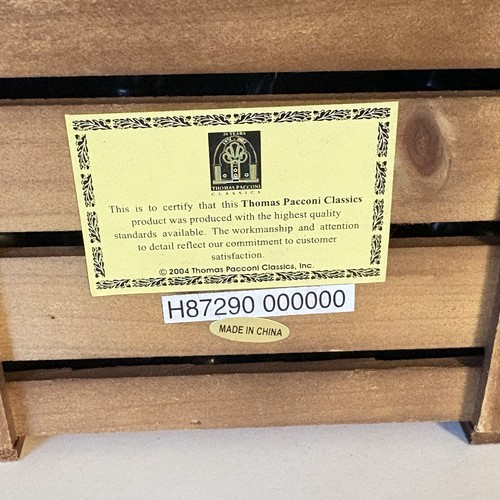 THOMAS PACCONI
CLASSICS
This is to certify that this Thomas Pacconi Classics
product was produced with the highest quality
standards available. The workmanship and attention
to detail reflect our commitment to customer
satisfaction.
© 2004 Thomas Pacconi Classics, Inc.
H87290 000000
MADE IN CHINA